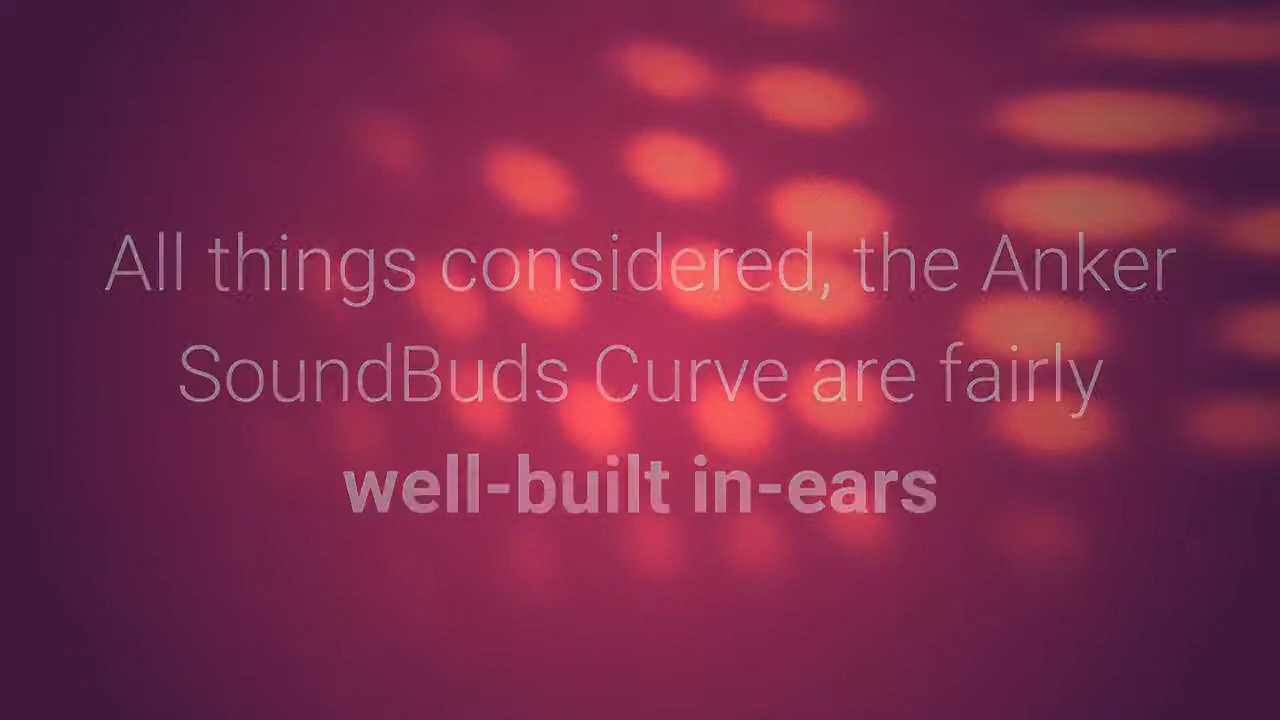 All things considered, the Anker
SoundBuds Curve are fairly
well-built in-ears